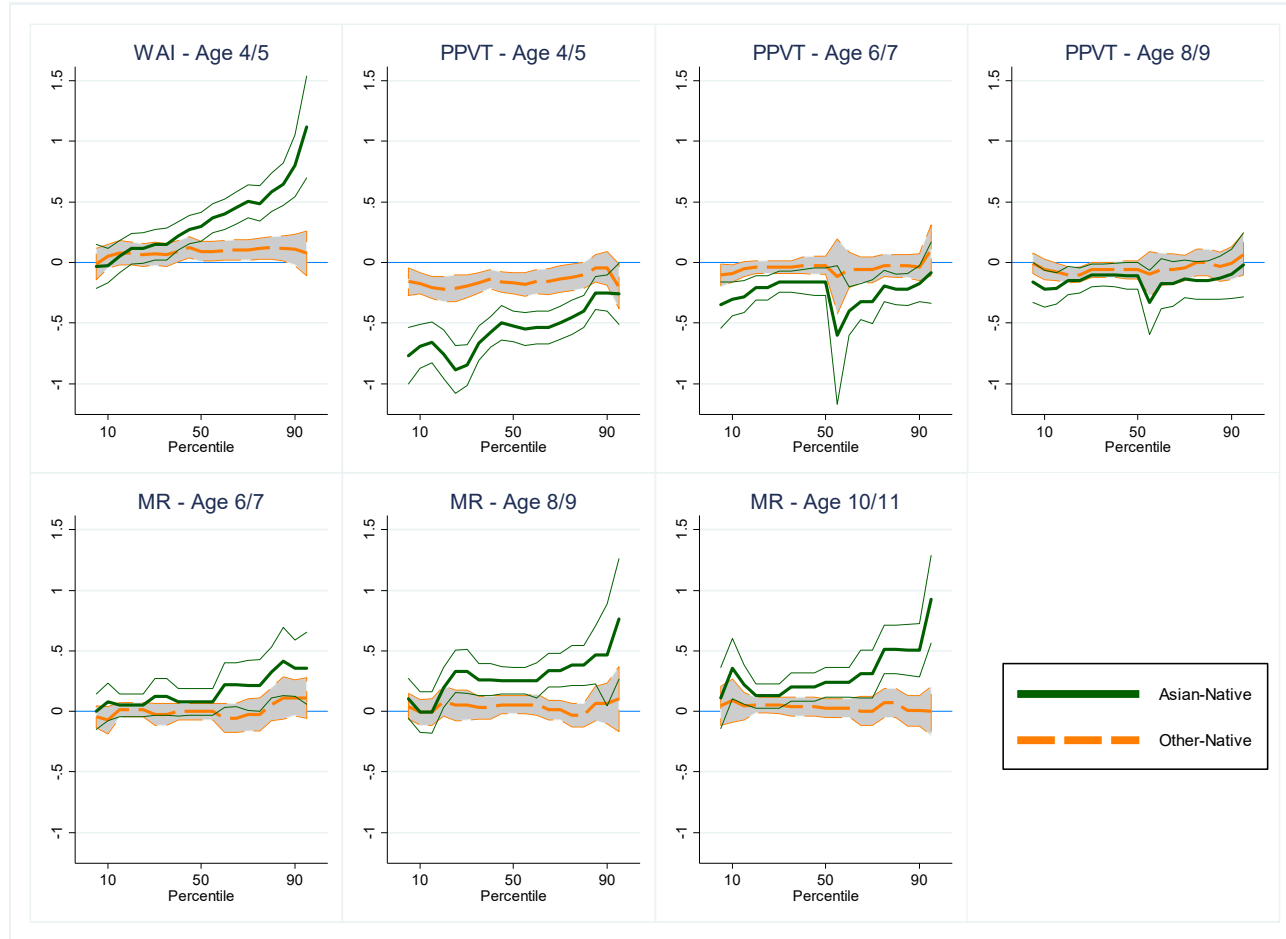 WAI - Age 4/5
1.5
1
.5
0
-.5
-1
10 50 90
Percentile
PPVT - Age 4/5
1.5
1
.5
0
-.5
-1
10 50 90
Percentile
PPVT - Age 6/7
1.5
1
.5
0
-.5
-1
10 50 90
Percentile
PPVT - Age 8/9
1.5
1
.5
0
-.5
-1
10 50 90
Percentile
MR - Age 6/7
1.5
1
.5
0
-.5
-1
10 50 90
Percentile
MR - Age 8/9
1.5
1
.5
0
-.5
-1
10 50 90
Percentile
MR - Age 10/11
1.5
1
.5
0
-.5
-1
10 50 90
Percentile
Asian-Native
Other-Native